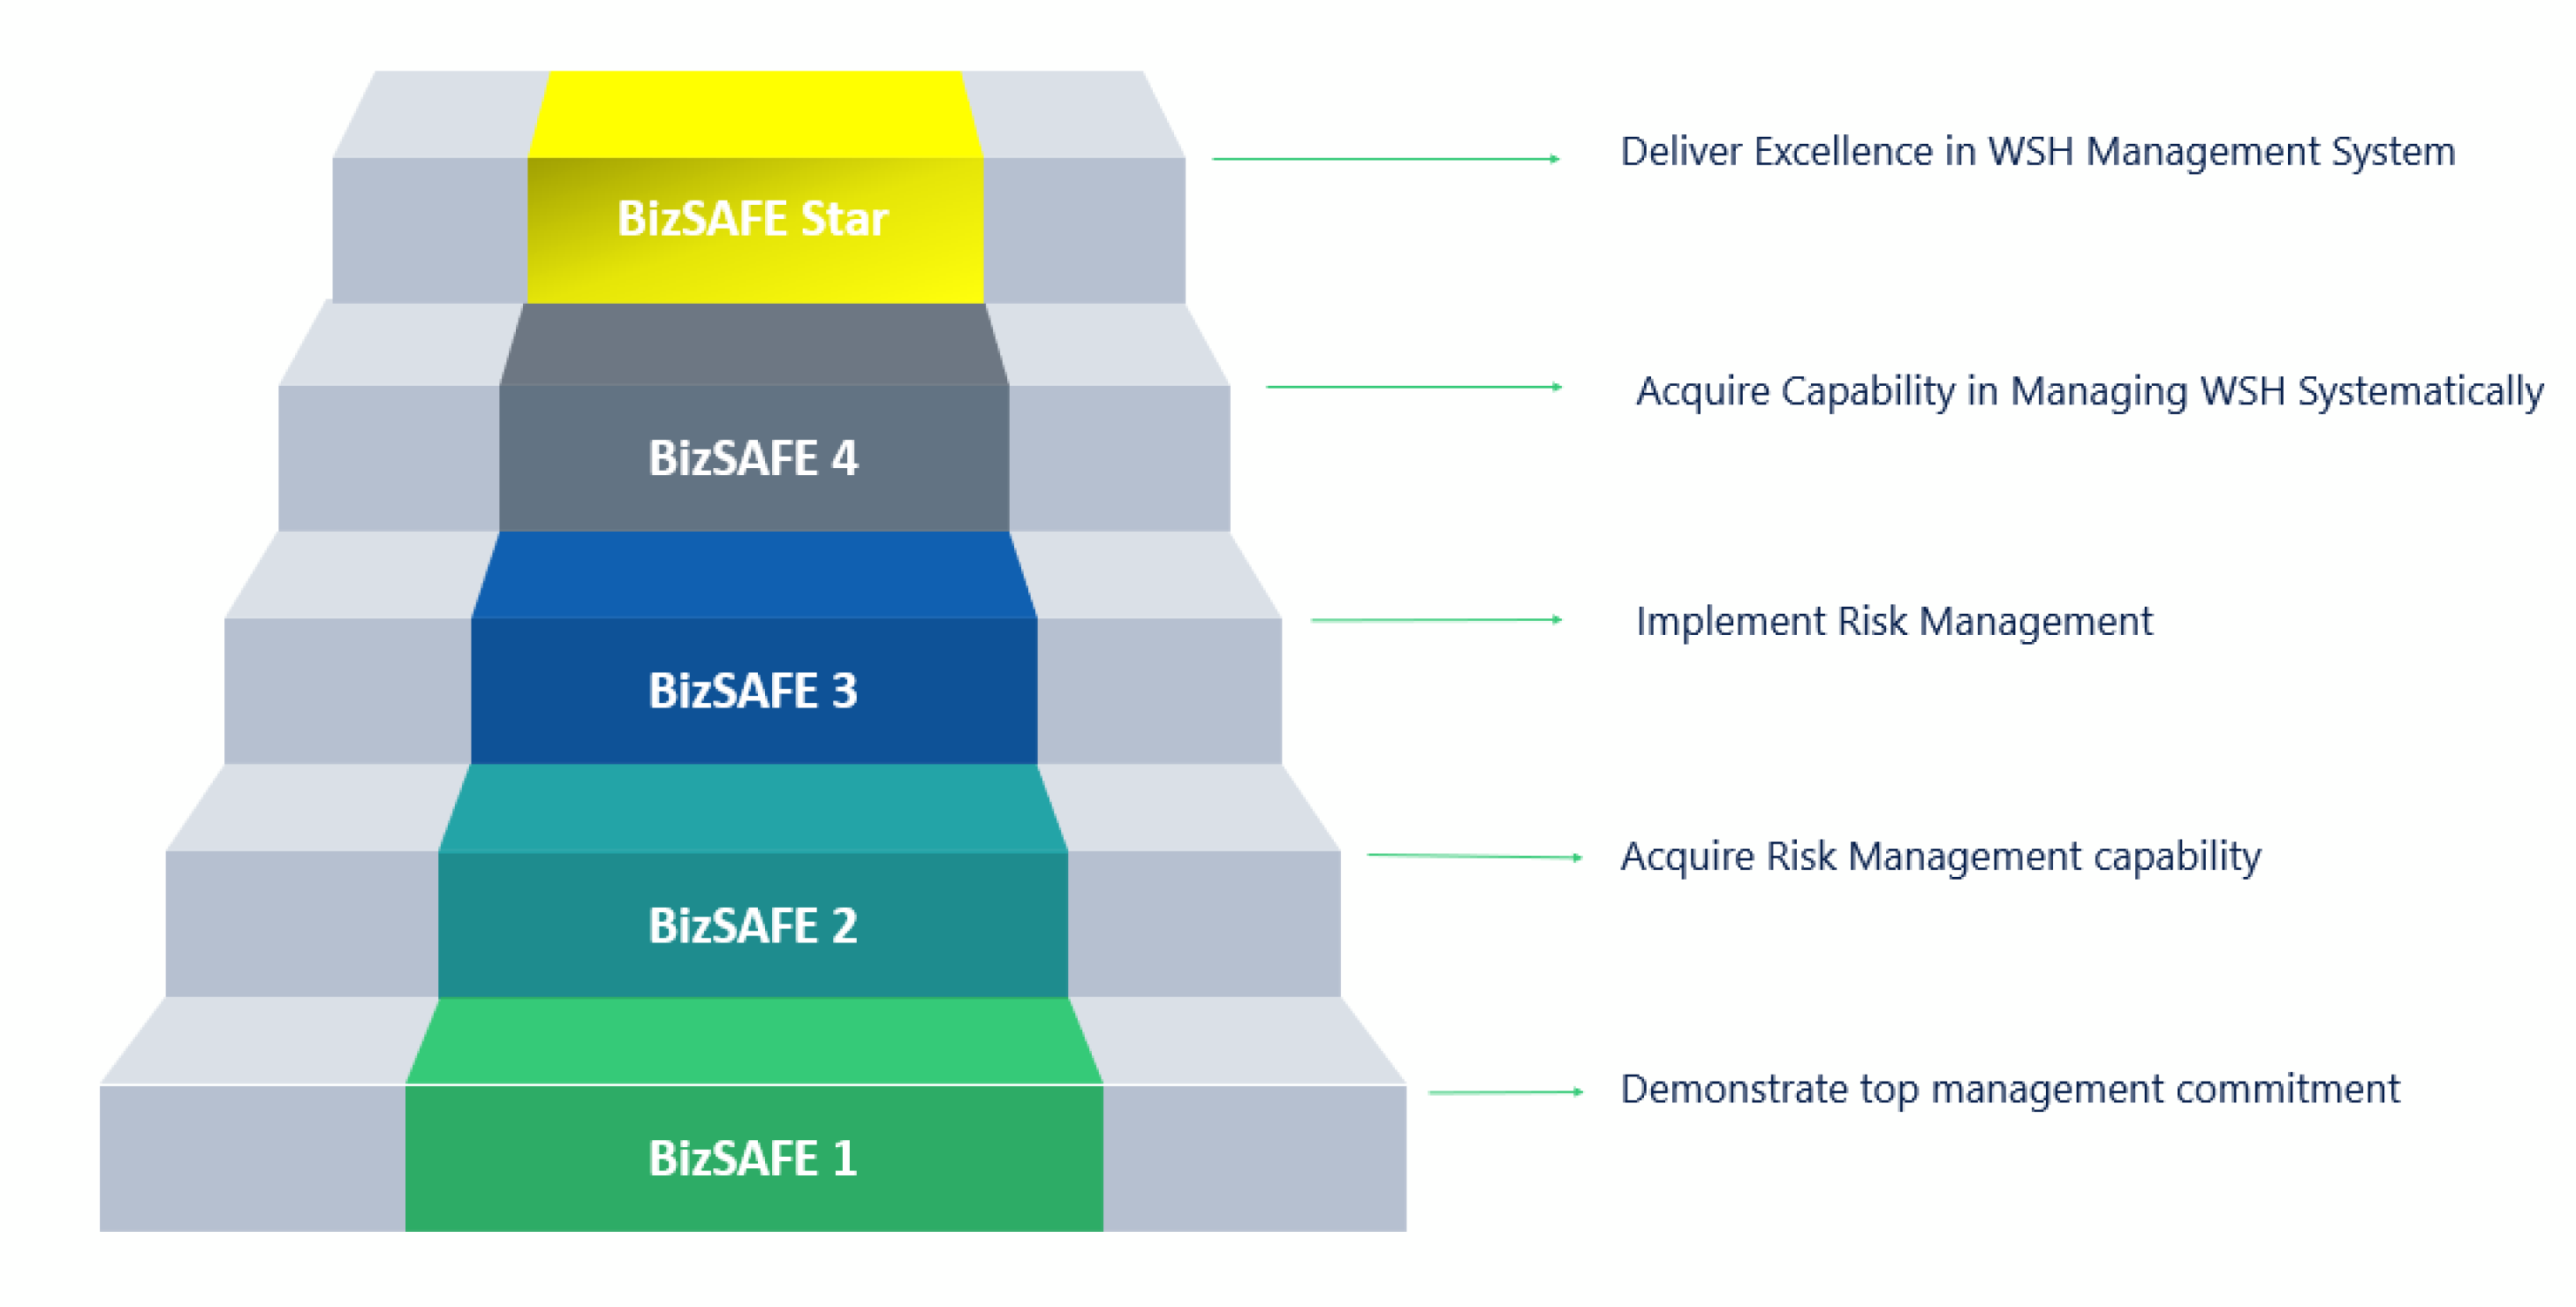 Deliver Excellence in WSH Management System
BizSAFE Star
Acquire Capability in Managing WSH Systematically
BizSAFE 4
Implement Risk Management
BizSAFE 3
Acquire Risk Management capability
BizSAFE 2
Demonstrate top management commitment
BizSAFE 1